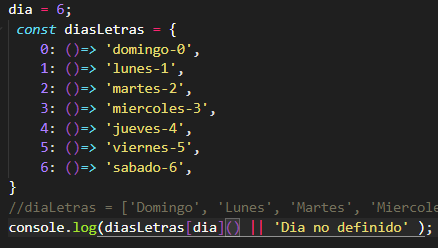 dia = 6;
const diasLetras = {
0: ()=> 'domingo-0',
1: ()=> 'lunes-1',
2: ()=> 'martes-2',
3: ()=> 'miercoles-3',
4: ()=> 'jueves-4',
5: ()=> 'viernes-5',
6: ()=> 'sabado-6',
}
//diaLetras = ['Domingo', 'Lunes', 'Martes', 'Miercole
console.log(diasLetras[dia]() || 'Dia no definido' );